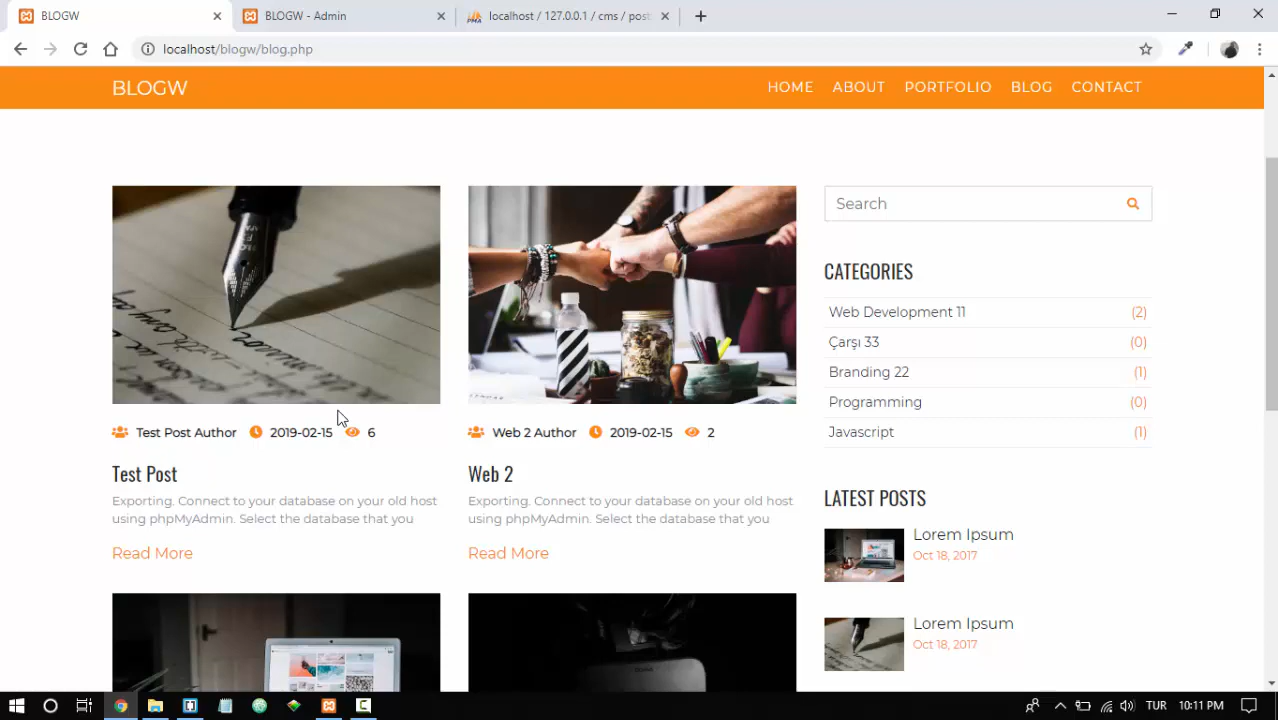 BLOGW
BLOGW - Admin
localhost / 127.0.0.1 / cms / post
localhost/blogw/blog.php
BLOGW
HOME ABOUT PORTFOLIO BLOG CONTACT
Search
CATEGORIES
Web Development 11 (2)
Çarşı 33 (0)
Branding 22 (1)
Programming (0)
Javascript (1)
Test Post Author 2019-02-15 6
Test Post
Exporting. Connect to your database on your old host
using phpMyAdmin. Select the database that you
Read More
Web 2 Author 2019-02-15 2
Web 2
Exporting. Connect to your database on your old host
using phpMyAdmin. Select the database that you
Read More
LATEST POSTS
Lorem Ipsum
Oct 18, 2017
Lorem Ipsum
Oct 18, 2017
TUR 10:11 PM